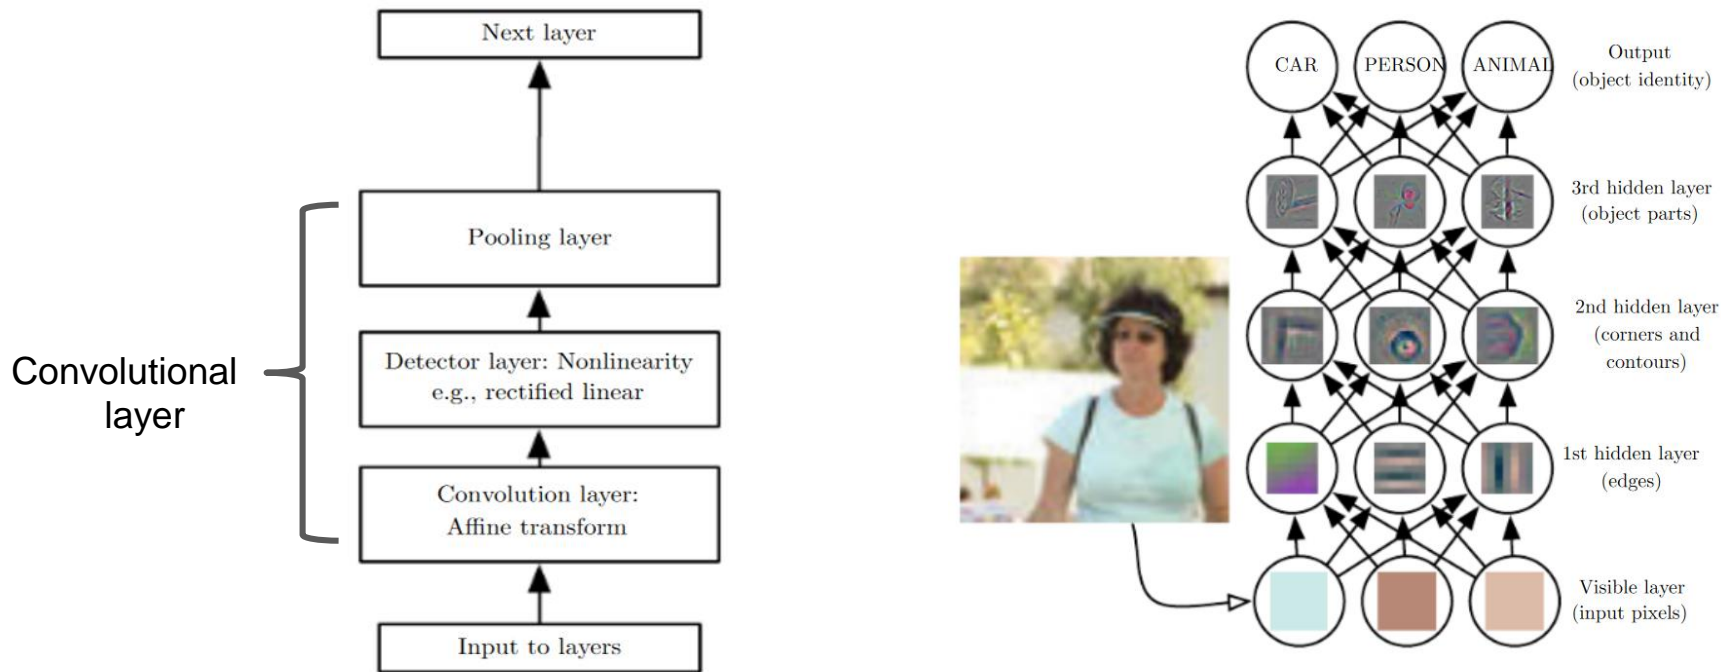 Next layer
Pooling layer
Detector layer: Nonlinearity
e.g., rectified linear
Convolution layer:
Affine transform
Input to layers
Convolutional
layer
CAR
PERSON
ANIMAL
Output
(object identity)
3rd hidden layer
(object parts)
2nd hidden layer
(corners and
contours)
1st hidden layer
(edges)
Visible layer
(input pixels)